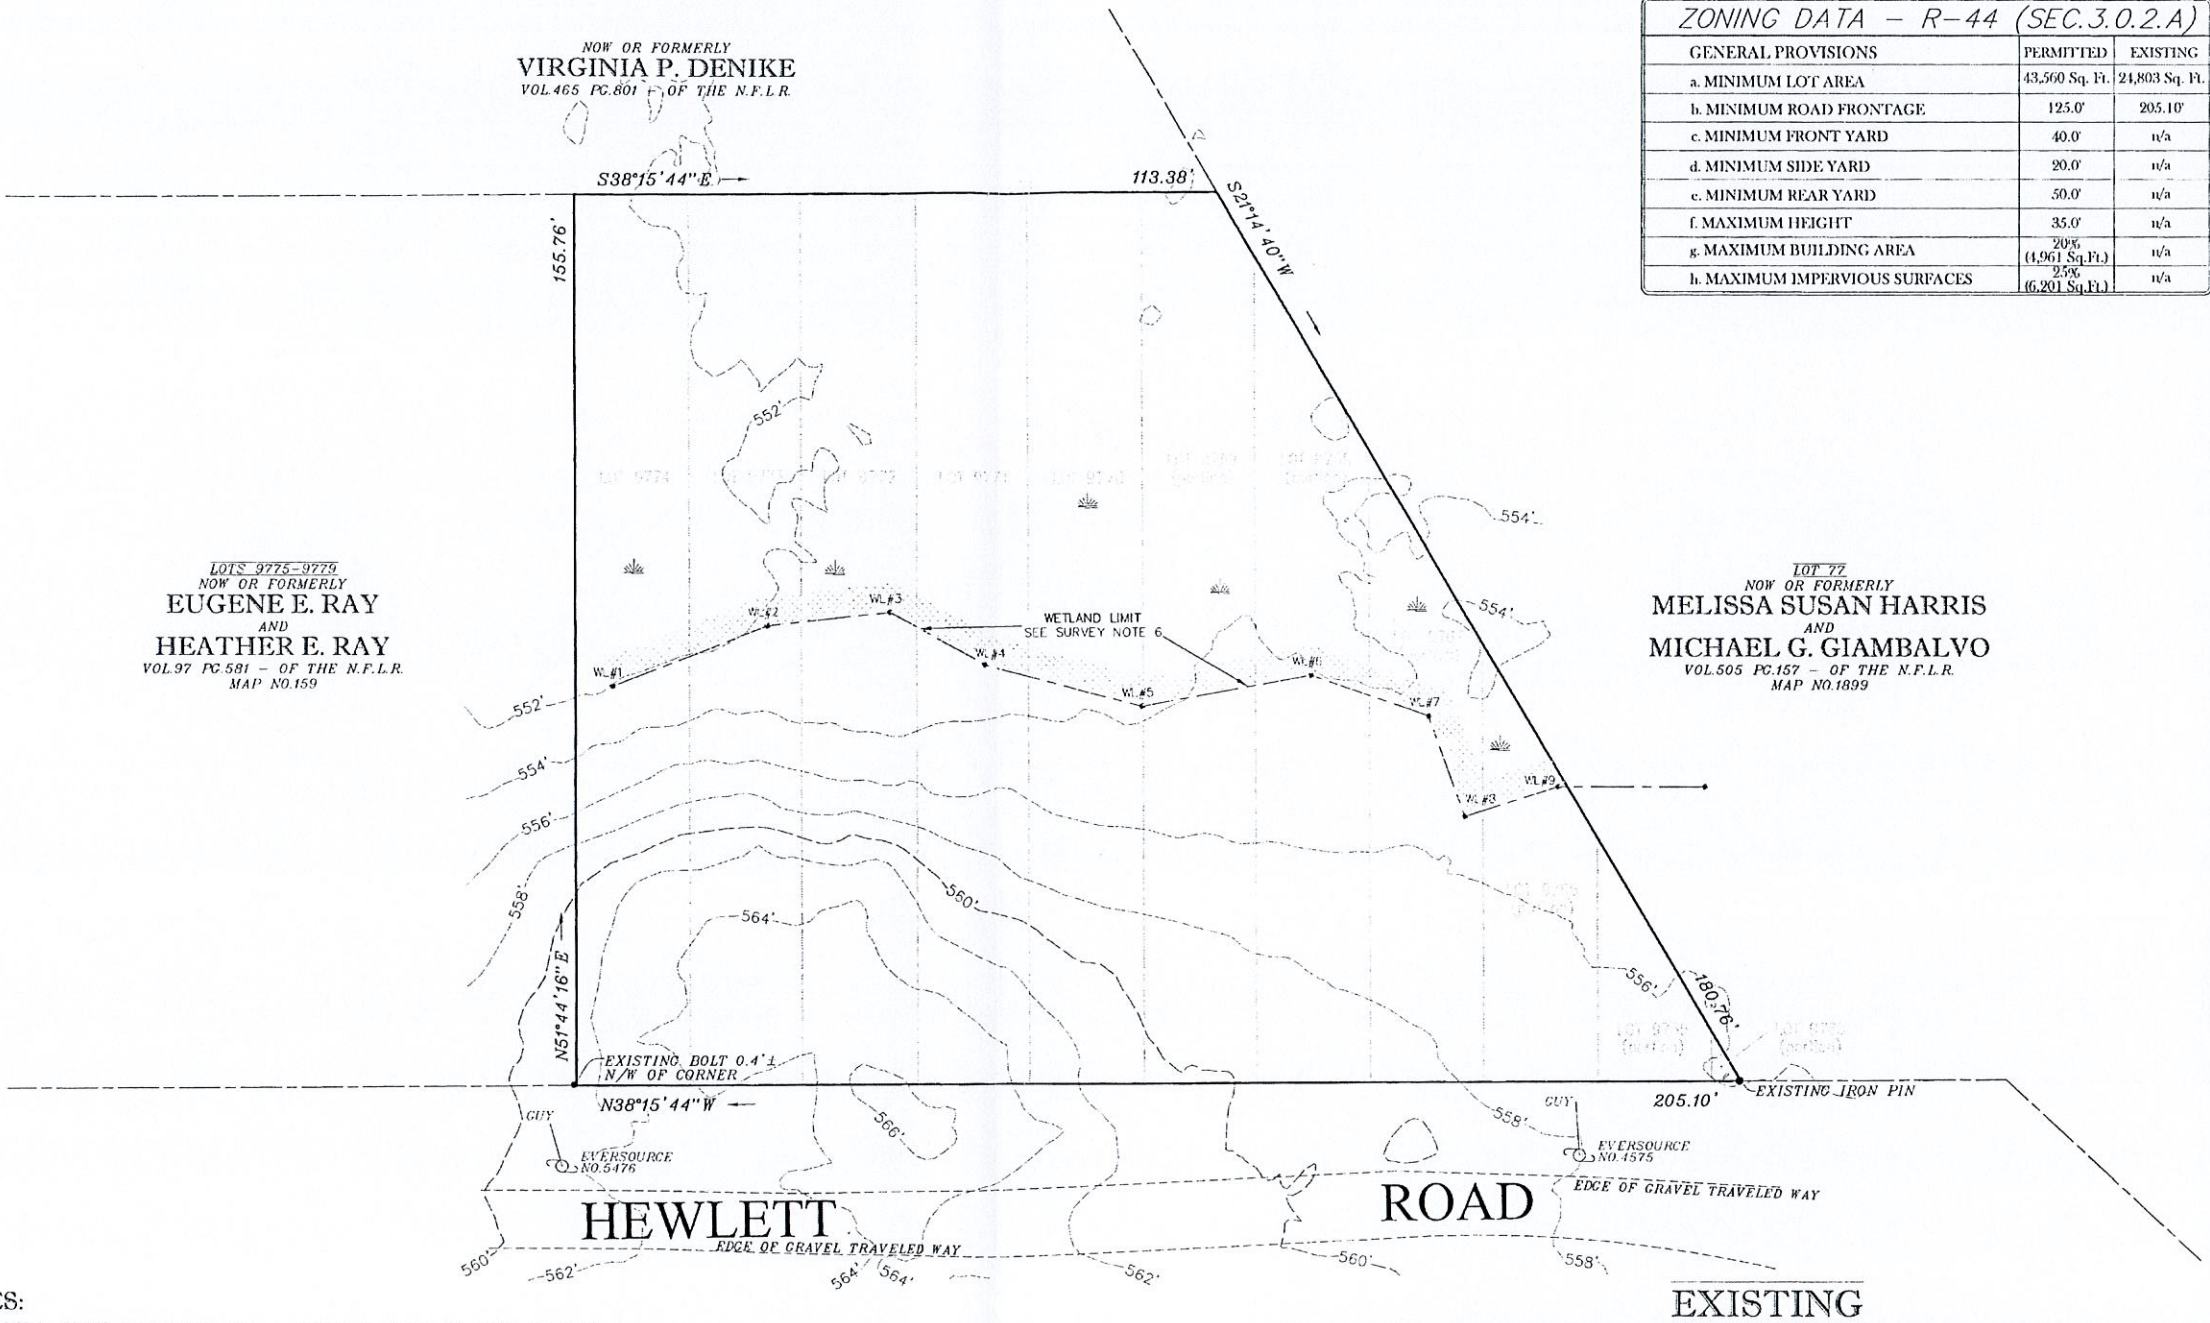 ZONING DATA - R-44 (SEC.3.0.2.A)
GENERAL PROVISIONS PERMITTED EXISTING
a. MINIMUM LOT AREA 43,560 Sq. Ft. 24,803 Sq. Ft.
b. MINIMUM ROAD FRONTAGE 125.0' 205.10'
c. MINIMUM FRONT YARD 40.0' n/a
d. MINIMUM SIDE YARD 20.0' n/a
e. MINIMUM REAR YARD 50.0' n/a
f. MAXIMUM HEIGHT 35.0' n/a
g. MAXIMUM BUILDING AREA 20% (4,961 Sq.Ft.) n/a
h. MAXIMUM IMPERVIOUS SURFACES 25% (6,201 Sq.Ft.) n/a
NOW OR FORMERLY
VIRGINIA P. DENIKE
VOL.465 PG.801 - OF THE N.F.L.R.
S38°15'44"E
113.38'
S21°14'40"W
155.76'
552'
554'
LOTS 9775-9779
NOW OR FORMERLY
EUGENE E. RAY
AND
HEATHER E. RAY
VOL.97 PG.581 - OF THE N.F.L.R.
MAP NO.159
LOT 77
NOW OR FORMERLY
MELISSA SUSAN HARRIS
AND
MICHAEL G. GIAMBALVO
VOL.505 PG.157 - OF THE N.F.L.R.
MAP NO.1899
554'
WL#1
WL#2
WL#3
WL#4
WETLAND LIMIT
SEE SURVEY NOTE 6
WL#5
WL#6
WL#7
WL#8
WL#9
552'
554'
556'
558'
560'
564'
556'
180.76'
N51°44'16"E
EXISTING BOLT 0.4'±
N/W OF CORNER
N38°15'44"W
205.10'
EXISTING IRON PIN
GUY
EVERSOURCE
NO.5476
566'
558'
GUY
EVERSOURCE
NO.4575
EDGE OF GRAVEL TRAVELED WAY
HEWLETT ROAD
EDGE OF GRAVEL TRAVELED WAY
560'
562'
564'
564'
562'
560'
558'
EXISTING
ES: